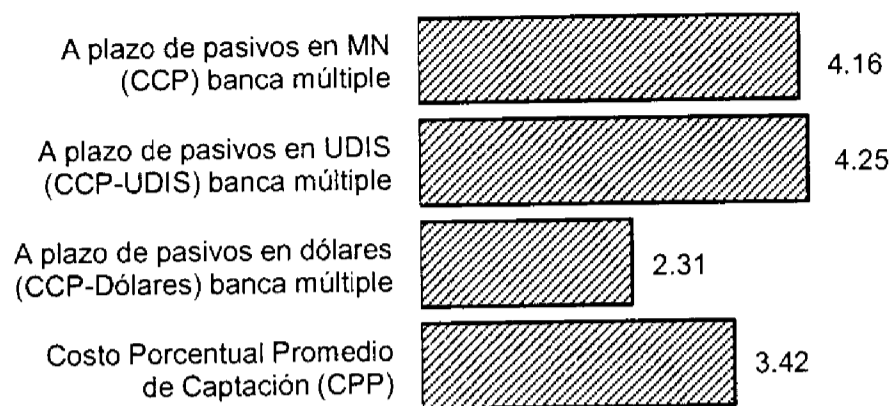 A plazo de pasivos en MN
(CCP) banca múltiple
4.16
A plazo de pasivos en UDIS
(CCP-UDIS) banca múltiple
4.25
A plazo de pasivos en dólares
(CCP-Dólares) banca múltiple
2.31
Costo Porcentual Promedio
de Captación (CPP)
3.42